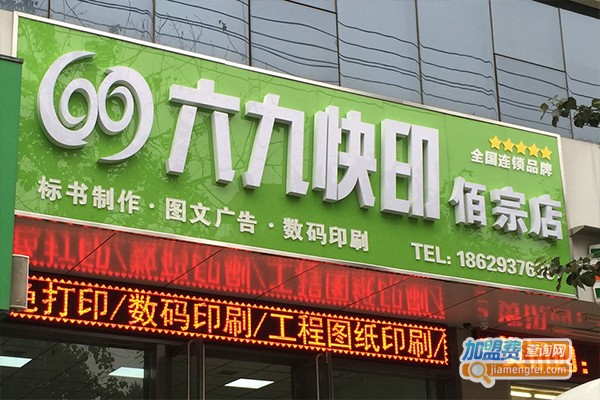 69 六九快印 佰宗店
全国连锁品牌
标书制作·图文广告·数码印刷
TEL: 18629376
打印/数码印刷/工程图纸印刷/
加盟费查询网
jiamengfei.com